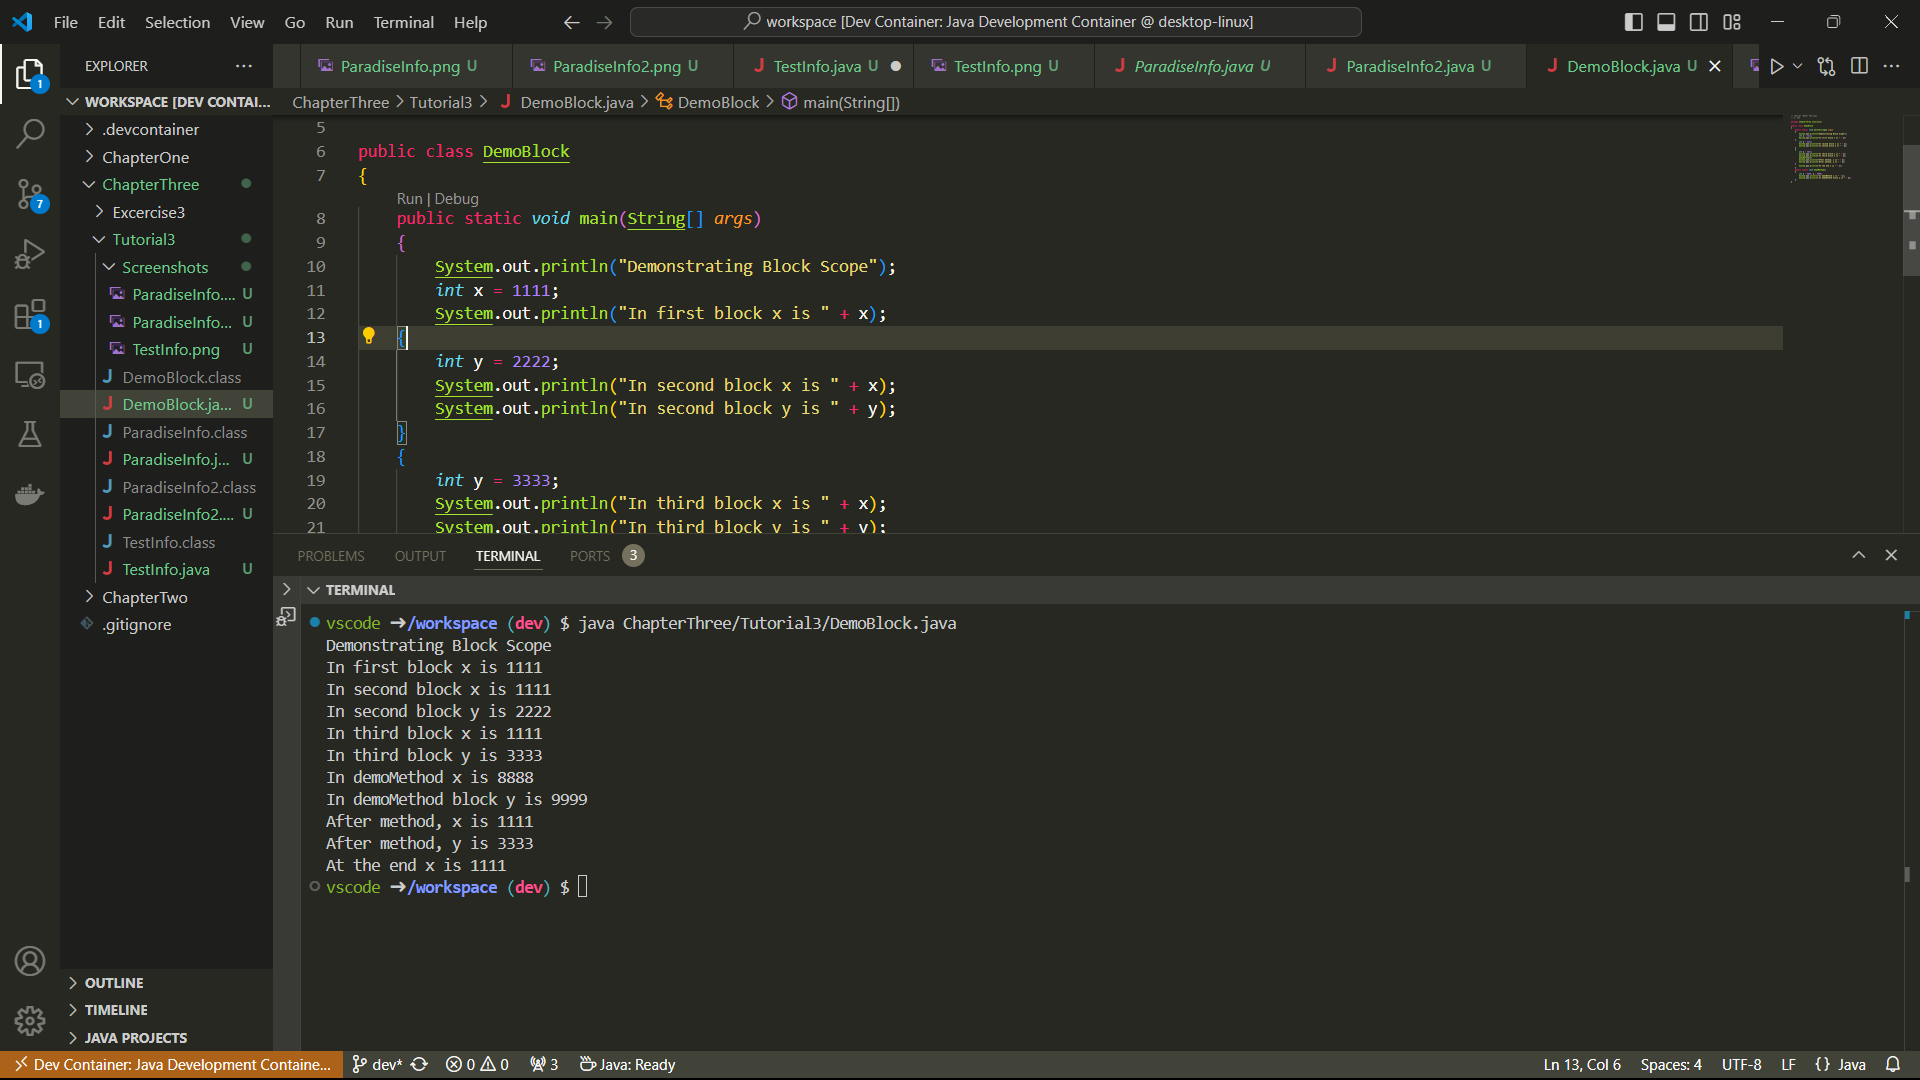 File Edit Selection View Go Run Terminal Help
workspace [Dev Container: Java Development Container @ desktop-linux]
EXPLORER
ParadiseInfo.png U
ParadiseInfo2.png U
TestInfo.java U
TestInfo.png U
ParadiseInfo.java U
ParadiseInfo2.java U
DemoBlock.java U
ChapterThree > Tutorial3 > DemoBlock.java > DemoBlock > main(String[])
1
7
1
WORKSPACE [DEV CONTAI...
.devcontainer
ChapterOne
ChapterThree
Excercise3
Tutorial3
Screenshots
ParadiseInfo.... U
ParadiseInfo... U
TestInfo.png U
DemoBlock.class
DemoBlock.ja... U
ParadiseInfo.class
ParadiseInfo.j... U
ParadiseInfo2.class
ParadiseInfo2.... U
TestInfo.class
TestInfo.java U
ChapterTwo
.gitignore
OUTLINE
TIMELINE
JAVA PROJECTS
5
6 public class DemoBlock
7 {
Run | Debug
8 public static void main(String[] args)
9 {
10 System.out.println("Demonstrating Block Scope");
11 int x = 1111;
12 System.out.println("In first block x is " + x);
13 {
14 int y = 2222;
15 System.out.println("In second block x is " + x);
16 System.out.println("In second block y is " + y);
17 }
18 {
19 int y = 3333;
20 System.out.println("In third block x is " + x);
21 System.out.println("In third block y is " + y);
PROBLEMS OUTPUT TERMINAL PORTS 3
TERMINAL
vscode ➜/workspace (dev) $ java ChapterThree/Tutorial3/DemoBlock.java
Demonstrating Block Scope
In first block x is 1111
In second block x is 1111
In second block y is 2222
In third block x is 1111
In third block y is 3333
In demoMethod x is 8888
In demoMethod block y is 9999
After method, x is 1111
After method, y is 3333
At the end x is 1111
vscode ➜/workspace (dev) $
Dev Container: Java Development Containe... dev* 0 0 3 Java: Ready Ln 13, Col 6 Spaces: 4 UTF-8 LF {} Java